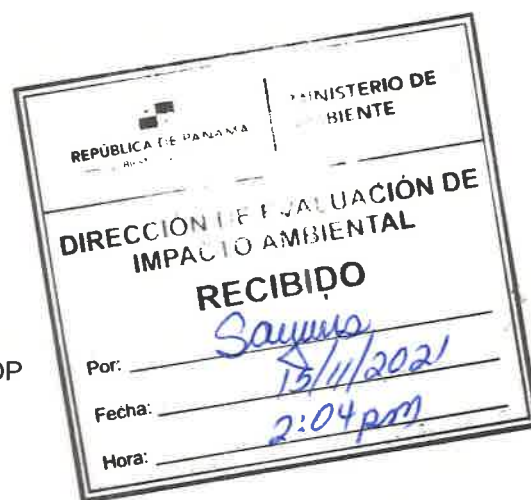 REPÚBLICA DE PANAMÁ
MINISTERIO DE
AMBIENTE
DIRECCIÓN DE EVALUACIÓN DE
IMPACTO AMBIENTAL
RECIBIDO
Por:
Fecha: 15/11/2021
Hora: 2:04 pm
OP